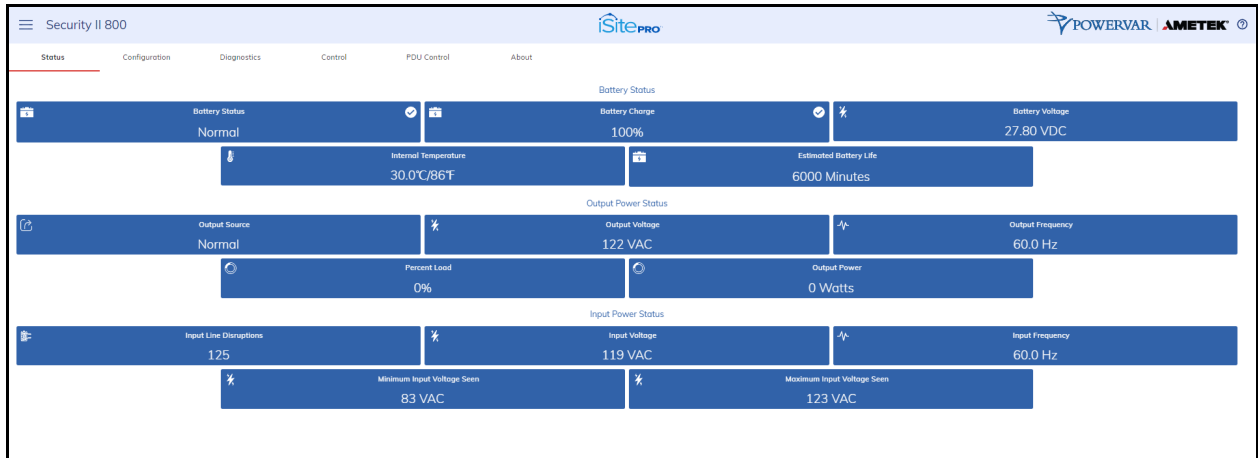 Security II 800
iSite PRO
POWERVAR
AMETEK®
Status Configuration Diagnostics Control PDU Control About
Battery Status
Battery Status Battery Charge Battery Voltage
Normal 100% 27.80 VDC
Internal Temperature Estimated Battery Life
30.0℃/86℉ 6000 Minutes
Output Power Status
Output Source Output Voltage Output Frequency
Normal 122 VAC 60.0 Hz
Percent Load Output Power
0% 0 Watts
Input Power Status
Input Line Disruptions Input Voltage Input Frequency
125 119 VAC 60.0 Hz
Minimum Input Voltage Seen Maximum Input Voltage Seen
83 VAC 123 VAC